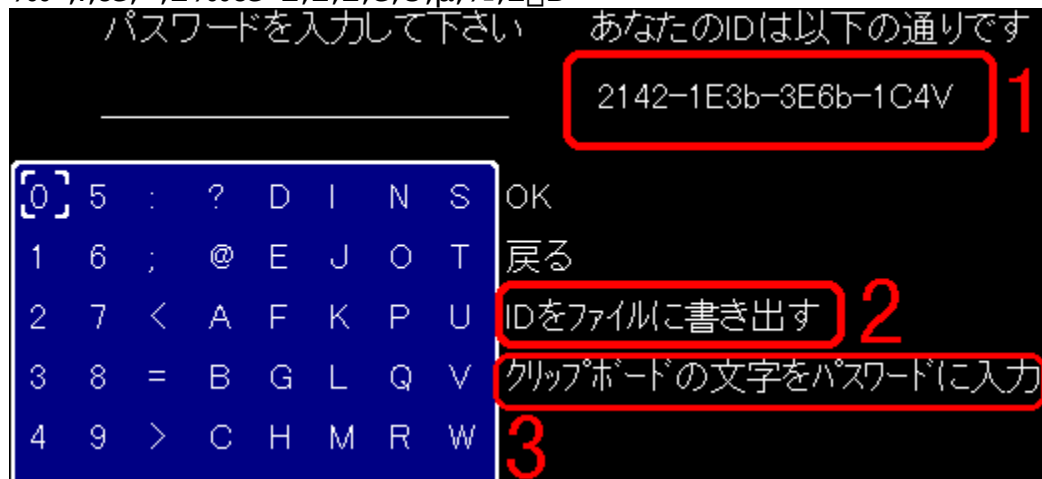 パスワードを入力して下さい
あなたのIDは以下の通りです
2142-1E3b-3E6b-1C4V 1
0 5 : ? D I N S OK
1 6 ; @ E J O T 戻る
2 7 < A F K P U IDをファイルに書き出す 2
3 8 = B G L Q V クリップボードの文字をパスワードに入力
4 9 > C H M R W 3